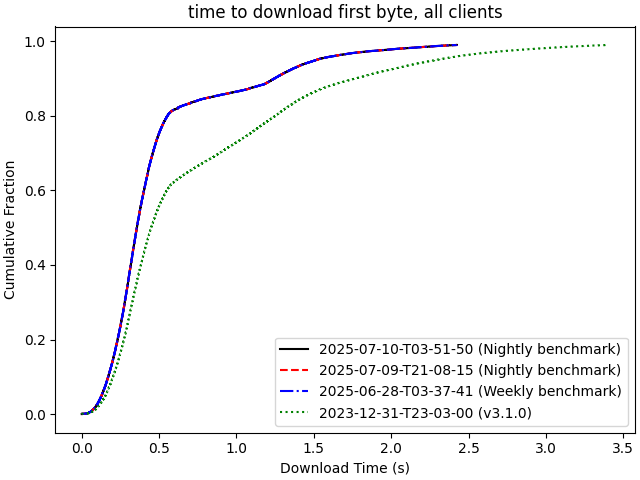 time to download first byte, all clients
Cumulative Fraction
1.0
0.8
0.6
0.4
0.2
0.0
2025-07-10-T03-51-50 (Nightly benchmark)
2025-07-09-T21-08-15 (Nightly benchmark)
2025-06-28-T03-37-41 (Weekly benchmark)
2023-12-31-T23-03-00 (v3.1.0)
0.0 0.5 1.0 1.5 2.0 2.5 3.0 3.5
Download Time (s)